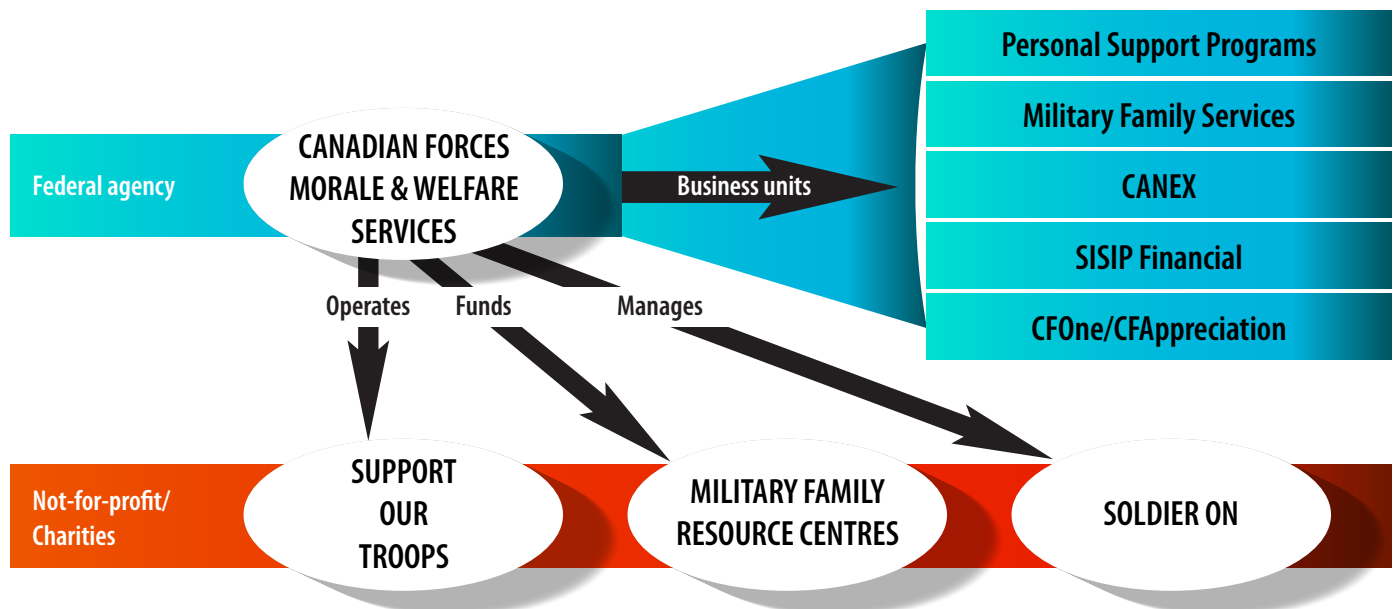 Federal agency
CANADIAN FORCES
MORALE & WELFARE
SERVICES
Business units
Personal Support Programs
Military Family Services
CANEX
SISIP Financial
CFOne/CFAppreciation
Operates
Funds
Manages
Not-for-profit/
Charities
SUPPORT
OUR
TROOPS
MILITARY FAMILY
RESOURCE CENTRES
SOLDIER ON